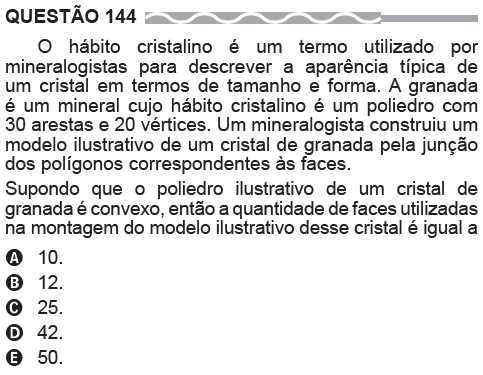 QUESTÃO 144
O hábito cristalino é um termo utilizado por
mineralogistas para descrever a aparência típica de
um cristal em termos de tamanho e forma. A granada
é um mineral cujo hábito cristalino é um poliedro com
30 arestas e 20 vértices. Um mineralogista construiu um
modelo ilustrativo de um cristal de granada pela junção
dos polígonos correspondentes às faces.
Supondo que o poliedro ilustrativo de um cristal de
granada é convexo, então a quantidade de faces utilizadas
na montagem do modelo ilustrativo desse cristal é igual a
A 10.
B 12.
C 25.
D 42.
E 50.